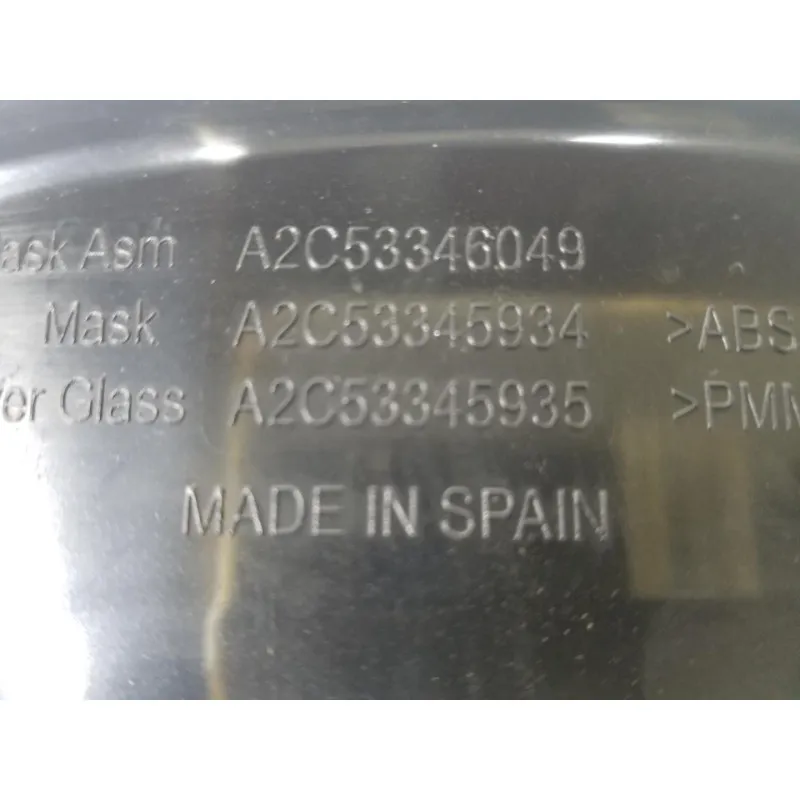 ask Asm A2C53346049
Mask A2C53345934 >ABS
er Glass A2C53345935 >PMM
MADE IN SPAIN